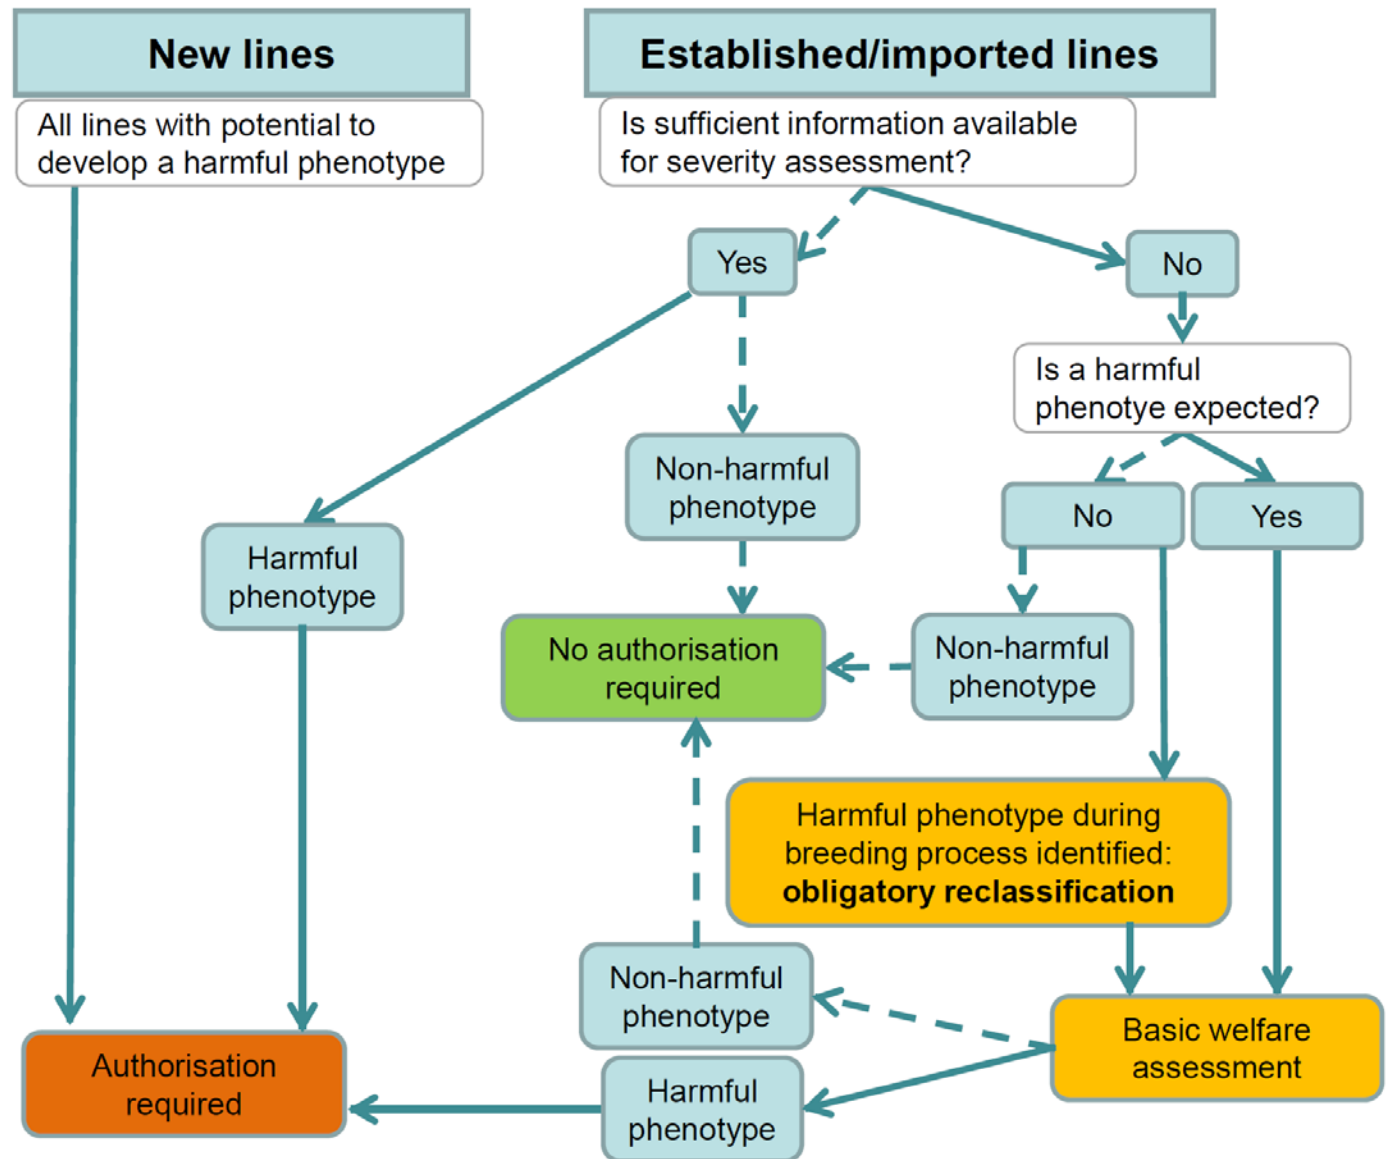 New lines
Established/imported lines
All lines with potential to
develop a harmful phenotype
Is sufficient information available
for severity assessment?
Yes
No
Is a harmful
phenotye expected?
Non-harmful
phenotype
No
Yes
Harmful
phenotype
No authorisation
required
Non-harmful
phenotype
Harmful phenotype during
breeding process identified:
obligatory reclassification
Non-harmful
phenotype
Basic welfare
assessment
Authorisation
required
Harmful
phenotype